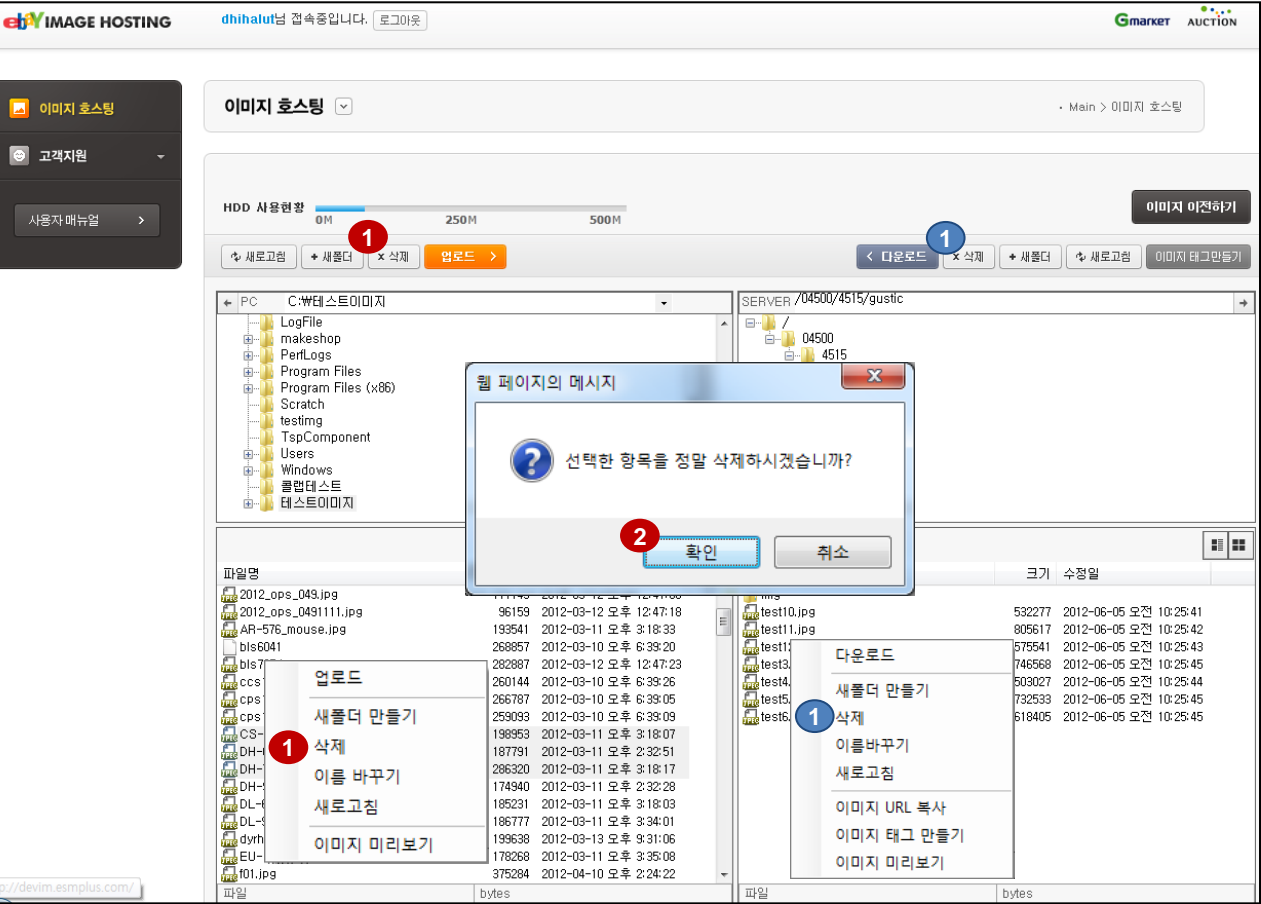 ebay IMAGE HOSTING
dhihalut님 접속중입니다. 로그아웃
Gmarket AUCTION
이미지 호스팅
고객지원
사용자 매뉴얼 >
이미지 호스팅
Main > 이미지 호스팅
HDD 사용현황
0M 250M 500M
이미지 이전하기
1
1
새로고침 + 새폴더 x 삭제 업로드 >
< 다운로드 x 삭제 + 새폴더 새로고침 이미지 태그만들기
PC C:₩테스트이미지
SERVER /04500/4515/gustic
LogFile
makeshop
PerfLogs
Program Files
Program Files (x86)
Scratch
testimg
TspComponent
Users
Windows
콜랩테스트
테스트이미지
/
04500
4515
웹 페이지의 메시지
선택한 항목을 정말 삭제하시겠습니까?
2
확인 취소
파일명
2012_ops_049.jpg
2012_ops_0491111.jpg 96159 2012-03-12 오후 12:47:18
AR-576_mouse.jpg 193541 2012-03-11 오후 3:18:33
bls6041 268857 2012-03-10 오후 6:39:20
282887 2012-03-12 오후 12:47:23
ccs 260144 2012-03-10 오후 6:39:26
cps 266787 2012-03-10 오후 6:39:05
cps 259093 2012-03-10 오후 6:39:09
CS- 198953 2012-03-11 오후 3:18:07
DH- 187791 2012-03-11 오후 2:32:51
DH- 286320 2012-03-11 오후 3:18:17
DH- 174940 2012-03-11 오후 2:32:28
DL- 185231 2012-03-11 오후 3:18:03
DL- 186777 2012-03-11 오후 3:34:01
dyrh 199638 2012-03-13 오후 9:31:06
EU- 178268 2012-03-11 오후 3:35:08
f01.jpg 375284 2012-04-10 오후 2:24:22
파일 bytes
업로드
새폴더 만들기
1
삭제
이름 바꾸기
새로고침
이미지 미리보기
크기 수정일
test10.jpg 532277 2012-06-05 오전 10:25:41
test11.jpg 805617 2012-06-05 오전 10:25:42
575541 2012-06-05 오전 10:25:43
test3. 746568 2012-06-05 오전 10:25:45
test4. 503027 2012-06-05 오전 10:25:44
test5. 732533 2012-06-05 오전 10:25:45
test6. 618405 2012-06-05 오전 10:25:45
파일 bytes
다운로드
새폴더 만들기
1
삭제
이름바꾸기
새로고침
이미지 URL 복사
이미지 태그 만들기
이미지 미리보기
p://devim.esmplus.com/